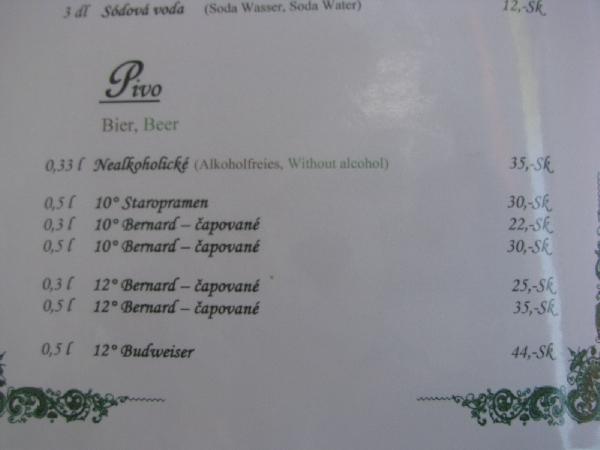 3 dl Sódová voda (Soda Wasser, Soda Water) 12,-Sk
Pivo
Bier, Beer
0,33 l Nealkoholické (Alkoholfreies, Without alcohol) 35,-Sk
0,5 l 10° Staropramen 30,-Sk
0,3 l 10° Bernard – čapované 22,-Sk
0,5 l 10° Bernard – čapované 30,-Sk
0,3 l 12° Bernard – čapované 25,-Sk
0,5 l 12° Bernard – čapované 35,-Sk
0,5 l 12° Budweiser 44,-Sk